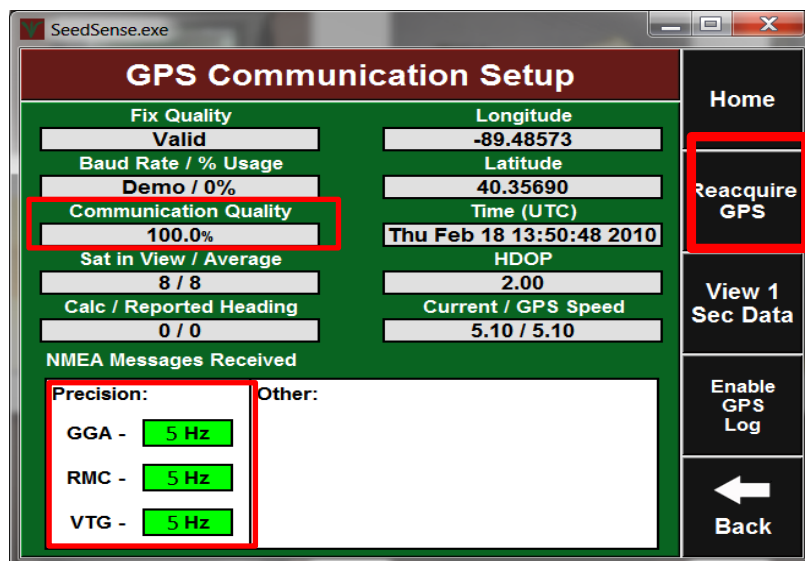 SeedSense.exe
GPS Communication Setup
Fix Quality
Valid
Baud Rate / % Usage
Demo / 0%
Communication Quality
100.0%
Sat in View / Average
8 / 8
Calc / Reported Heading
0 / 0
Longitude
-89.48573
Latitude
40.35690
Time (UTC)
Thu Feb 18 13:50:48 2010
HDOP
2.00
Current / GPS Speed
5.10 / 5.10
NMEA Messages Received
Precision:
GGA - 5 Hz
RMC - 5 Hz
VTG - 5 Hz
Other:
Home
Reacquire
GPS
View 1
Sec Data
Enable
GPS
Log
Back